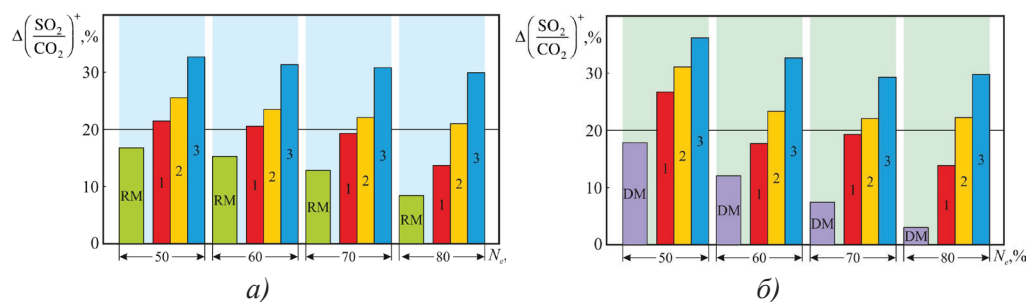 Δ(SO₂/CO₂)⁺,%
30
20
10
0
RM 1 2 3
RM 1 2 3
RM 1 2 3
RM 1 2 3
50 60 70 80 Nₑ,
а)
Δ(SO₂/CO₂)⁺,%
30
20
10
0
DM 1 2 3
DM 1 2 3
DM 1 2 3
DM 1 2 3
50 60 70 80 Nₑ,%
б)